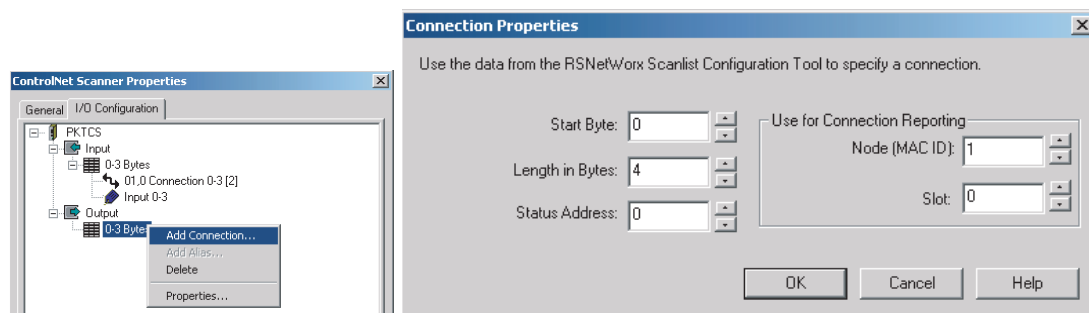 ControlNet Scanner Properties
General
I/O Configuration
PKTCS
Input
0-3 Bytes
01,0 Connection 0-3 [2]
Input 0-3
Output
0-3 Bytes
Add Connection...
Add Alias...
Delete
Properties...
Connection Properties
Use the data from the RSNetWorx Scanlist Configuration Tool to specify a connection.
Start Byte: 0
Length in Bytes: 4
Status Address: 0
Use for Connection Reporting
Node (MAC ID): 1
Slot: 0
OK
Cancel
Help